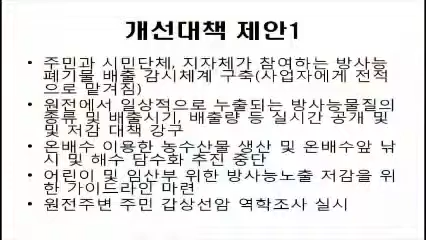 개선대책 제안1
• 주민과 시민단체, 지자체가 참여하는 방사능
폐기물 배출 감시체계 구축(사업자에게 전적
으로 맡겨짐)
• 원전에서 일상적으로 누출되는 방사능물질의
종류 및 배출시기, 배출량 등 실시간 공개 및
및 저감 대책 강구
• 온배수 이용한 농수산물 생산 및 온배수앞 낚
시 및 해수 담수화 추진 중단
• 어린이 및 임산부 위한 방사능노출 저감을 위
한 가이드라인 마련
• 원전주변 주민 갑상선암 역학조사 실시